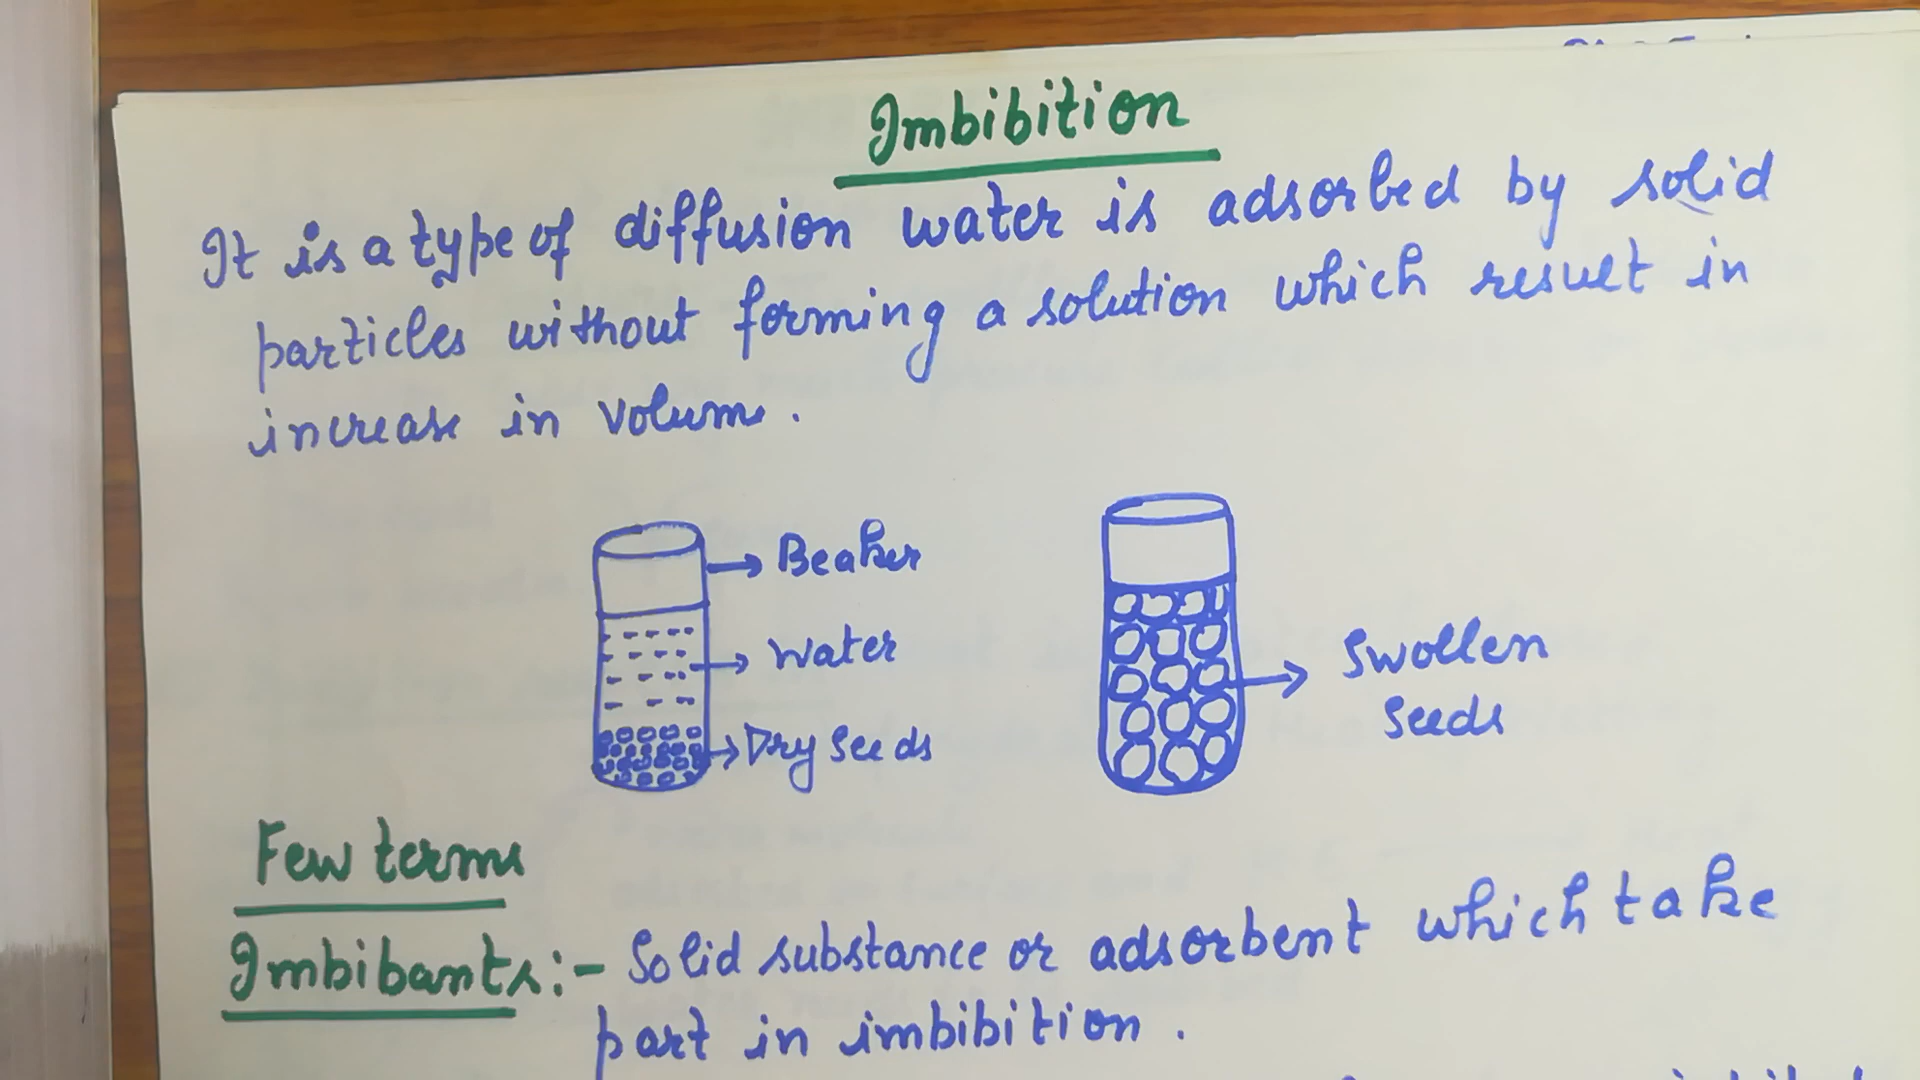 Imbibition
It is a type of diffusion water is adsorbed by solid
particles without forming a solution which result in
increase in volume.
Beaker
Water
Dry seeds
Swollen
seeds
Few terms
Imbibants:- Solid substance or adsorbent which take
part in imbibition.